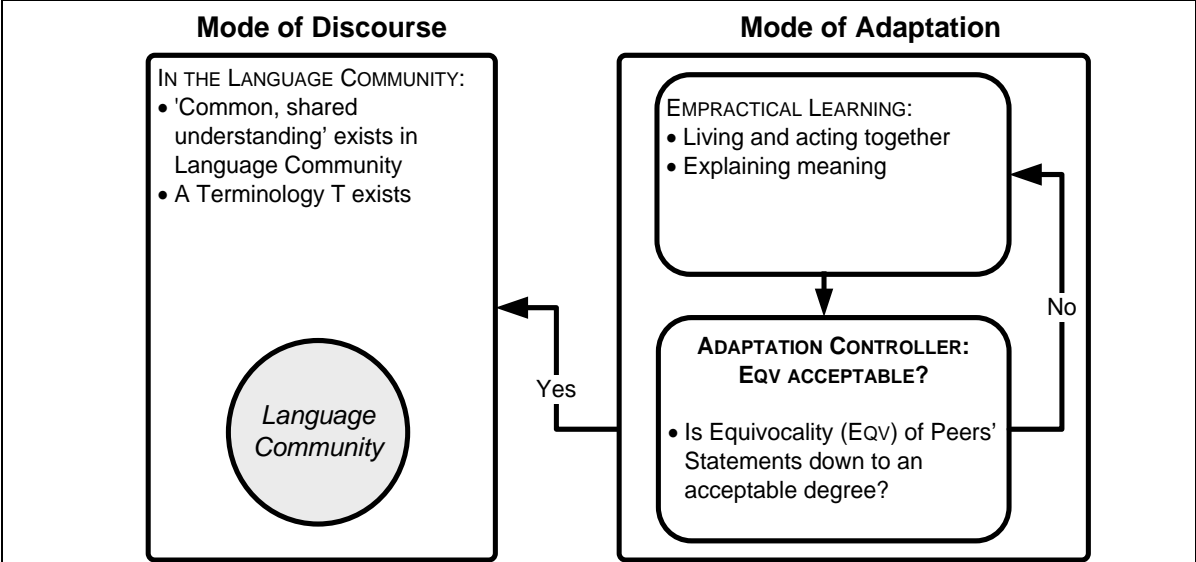 Mode of Discourse
IN THE LANGUAGE COMMUNITY:
• 'Common, shared
understanding’ exists in
Language Community
• A Terminology T exists
Language
Community
Mode of Adaptation
EMPRACTICAL LEARNING:
• Living and acting together
• Explaining meaning
No
ADAPTATION CONTROLLER:
EQV ACCEPTABLE?
• Is Equivocality (EQV) of Peers’
Statements down to an
acceptable degree?
Yes